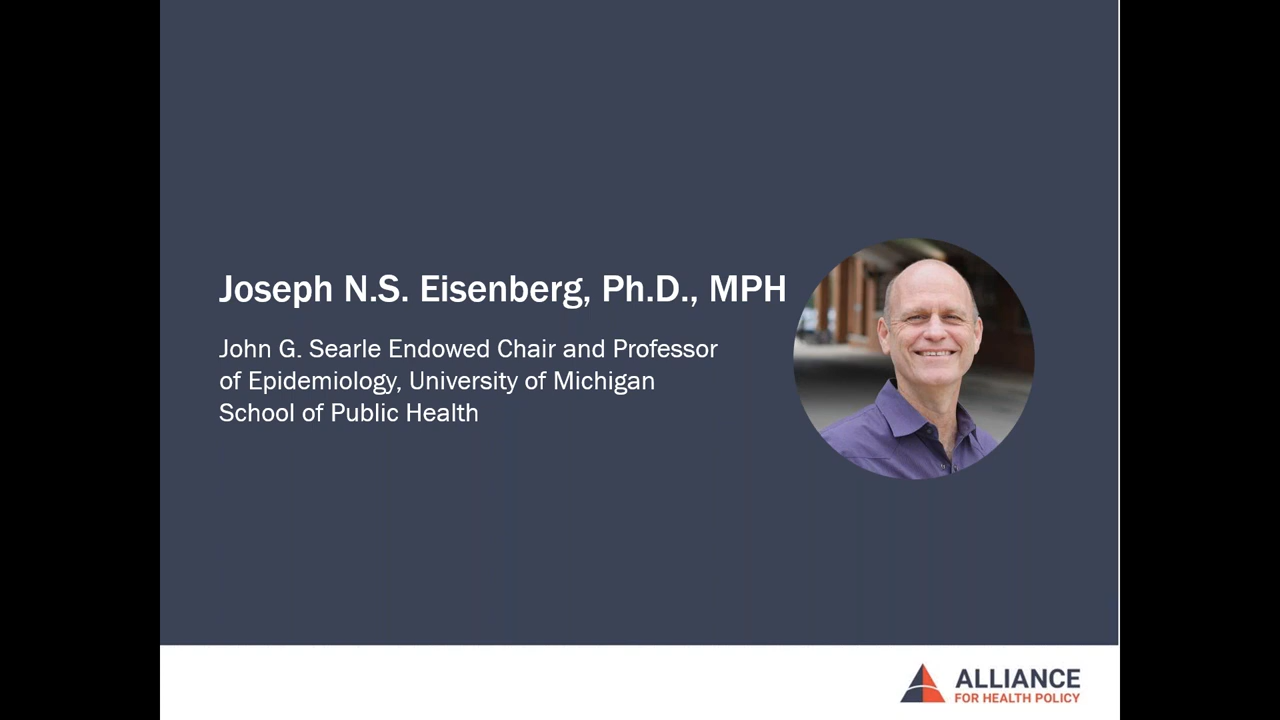 Joseph N.S. Eisenberg, Ph.D., MPH
John G. Searle Endowed Chair and Professor
of Epidemiology, University of Michigan
School of Public Health
ALLIANCE
FOR HEALTH POLICY